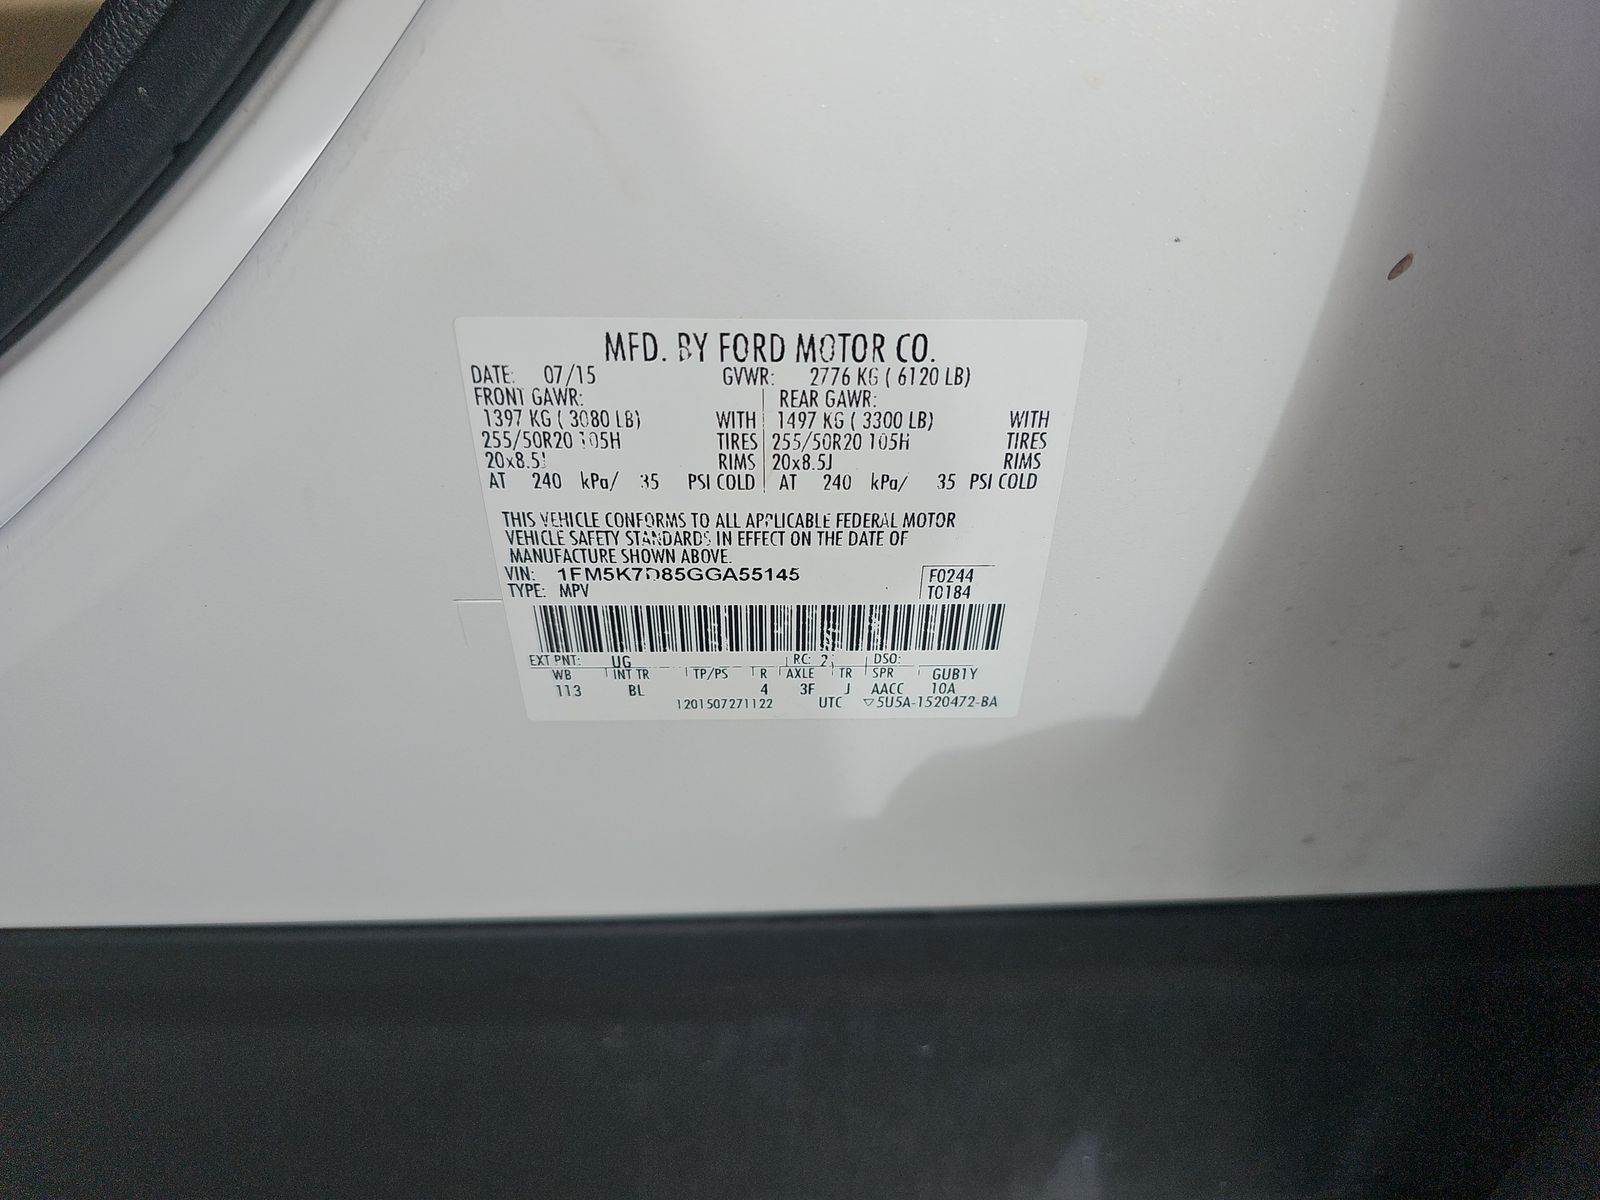 MFD. BY FORD MOTOR CO.
DATE: 07/15 GVWR: 2776 KG ( 6120 LB)
FRONT GAWR: REAR GAWR:
1397 KG ( 3080 LB) WITH 1497 KG ( 3300 LB) WITH
255/50R20 105H TIRES 255/50R20 105H TIRES
20x8.5J RIMS 20x8.5J RIMS
AT 240 kPa/ 35 PSI COLD AT 240 kPa/ 35 PSI COLD
THIS VEHICLE CONFORMS TO ALL APPLICABLE FEDERAL MOTOR
VEHICLE SAFETY STANDARDS IN EFFECT ON THE DATE OF
MANUFACTURE SHOWN ABOVE.
VIN: 1FM5K7D85GGA55145 F0244
TYPE: MPV T0184
EXT PNT: UG RC: 2 DSO:
WB INT TR TP/PS R AXLE TR SPR GUB1Y
113 BL 4 3F J AACC 10A
1201507271122 UTC ▽5U5A-1520472-BA